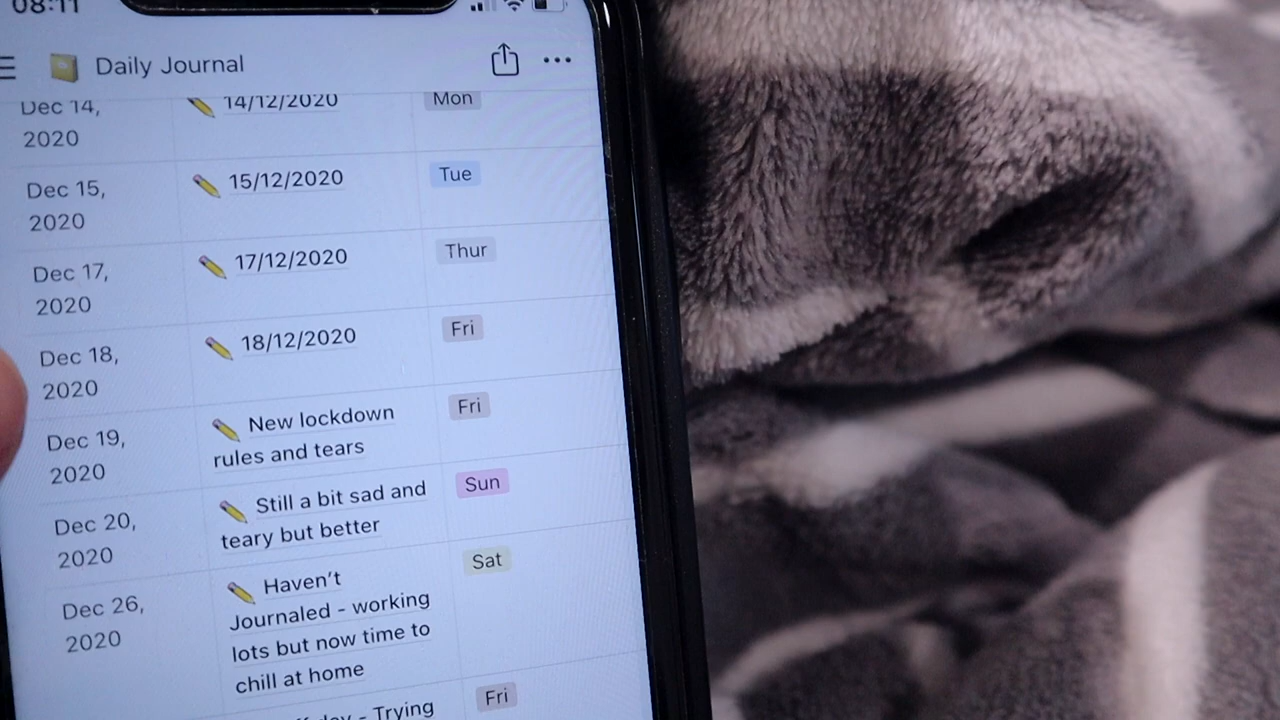 08:11
Daily Journal
Dec 14, 14/12/2020 Mon
2020
Dec 15, 15/12/2020 Tue
2020
Dec 17, 17/12/2020 Thur
2020
Dec 18, 18/12/2020 Fri
2020
Dec 19, New lockdown Fri
2020 rules and tears
Dec 20, Still a bit sad and Sun
2020 teary but better
Dec 26, Haven't Sat
2020 Journaled - working
lots but now time to
chill at home
- Trying Fri